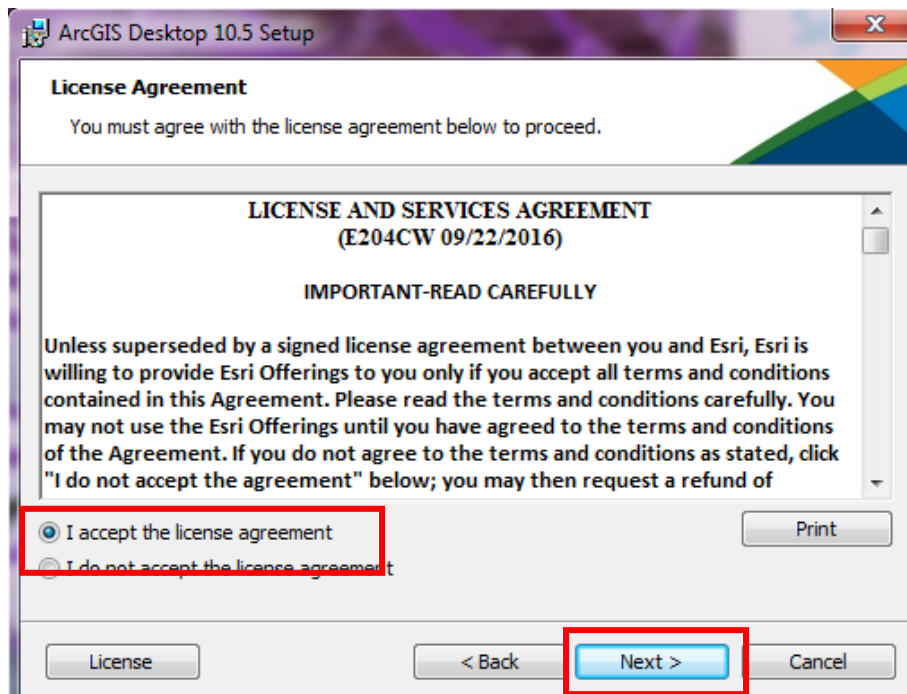 ArcGIS Desktop 10.5 Setup
License Agreement
You must agree with the license agreement below to proceed.
LICENSE AND SERVICES AGREEMENT
(E204CW 09/22/2016)
IMPORTANT-READ CAREFULLY
Unless superseded by a signed license agreement between you and Esri, Esri is
willing to provide Esri Offerings to you only if you accept all terms and conditions
contained in this Agreement. Please read the terms and conditions carefully. You
may not use the Esri Offerings until you have agreed to the terms and conditions
of the Agreement. If you do not agree to the terms and conditions as stated, click
"I do not accept the agreement" below; you may then request a refund of
I accept the license agreement
Print
I do not accept the license agreement
License
< Back
Next >
Cancel